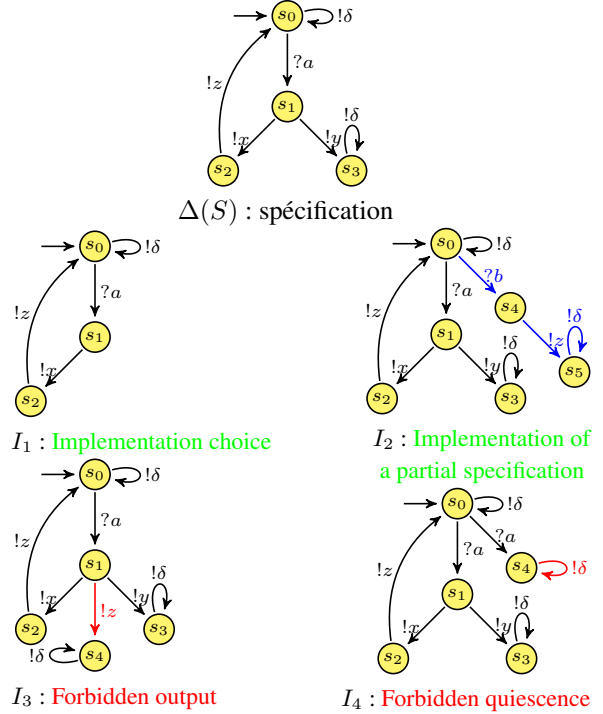 s0 !δ
?a
!z
s1
!x !y !δ
s2 s3
Δ(S) : spécification
s0 !δ
?a
!z
s1
!x
s2
I1 : Implementation choice
s0 !δ
?b
?a
!z s4
s1 !z !δ
!x !y !δ
s2 s3 s5
I2 : Implementation of
a partial specification
s0 !δ
?a
!z
s1
!x !z !y !δ
s2 s3
!δ s4
I3 : Forbidden output
s0 !δ
?a ?a
!z s4 !δ
s1
!x !y !δ
s2 s3
I4 : Forbidden quiescence